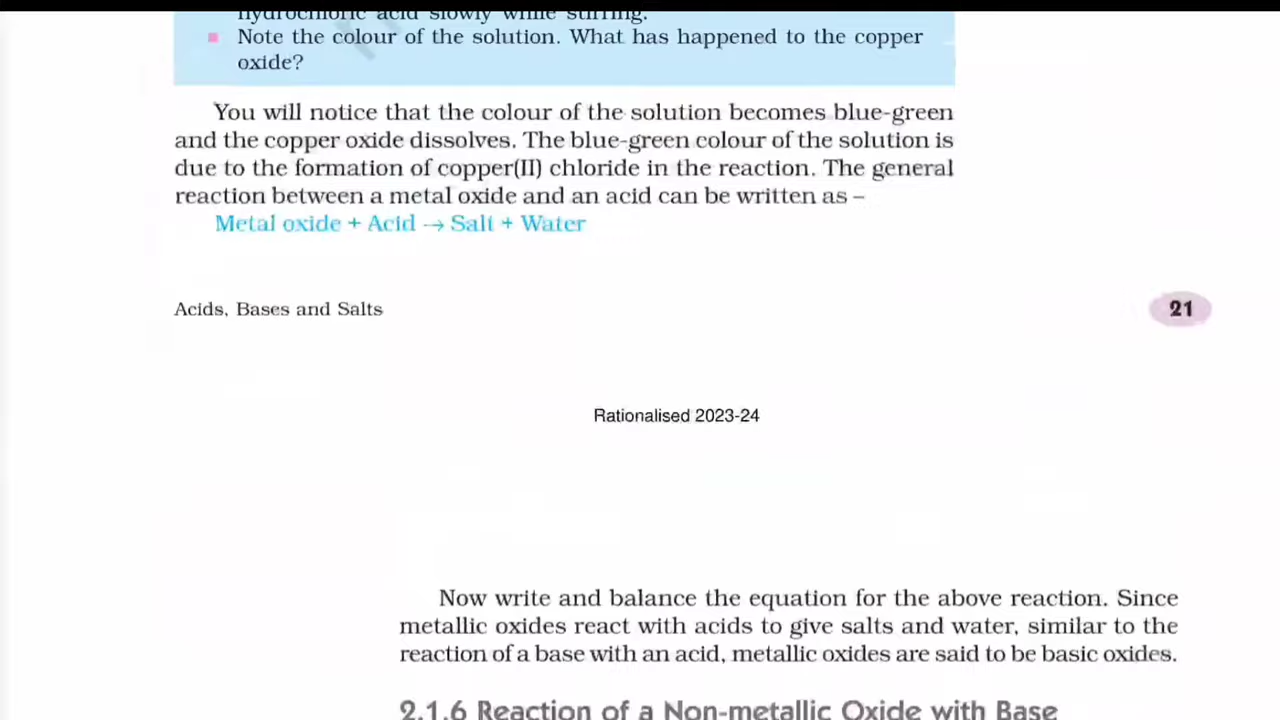 hydrochloric acid slowly while stirring.
Note the colour of the solution. What has happened to the copper
oxide?
You will notice that the colour of the solution becomes blue-green
and the copper oxide dissolves. The blue-green colour of the solution is
due to the formation of copper(II) chloride in the reaction. The general
reaction between a metal oxide and an acid can be written as –
Metal oxide + Acid → Salt + Water
Acids, Bases and Salts
21
Rationalised 2023-24
Now write and balance the equation for the above reaction. Since
metallic oxides react with acids to give salts and water, similar to the
reaction of a base with an acid, metallic oxides are said to be basic oxides.
2.1.6 Reaction of a Non-metallic Oxide with Base